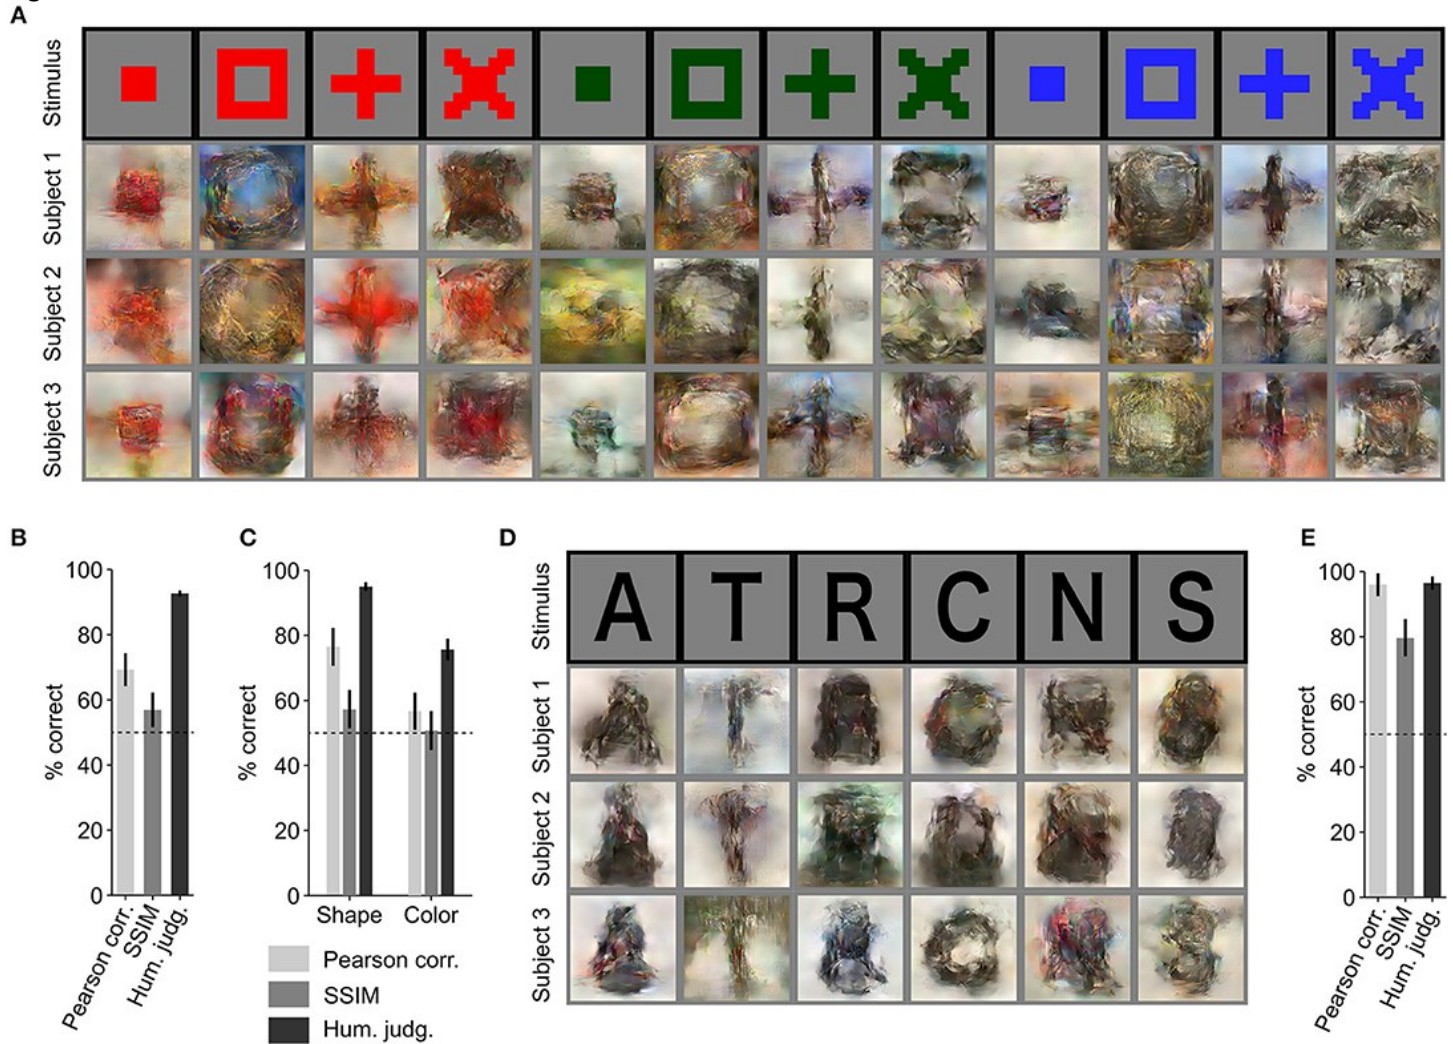 A
Stimulus
Subject 1
Subject 2
Subject 3
B
% correct
100
80
60
40
20
0
Pearson corr.
SSIM
Hum. judg.
C
% correct
100
80
60
40
20
0
Shape
Color
Pearson corr.
SSIM
Hum. judg.
D
Stimulus
A T R C N S
Subject 1
Subject 2
Subject 3
E
% correct
100
80
60
40
20
0
Pearson corr.
SSIM
Hum. judg.